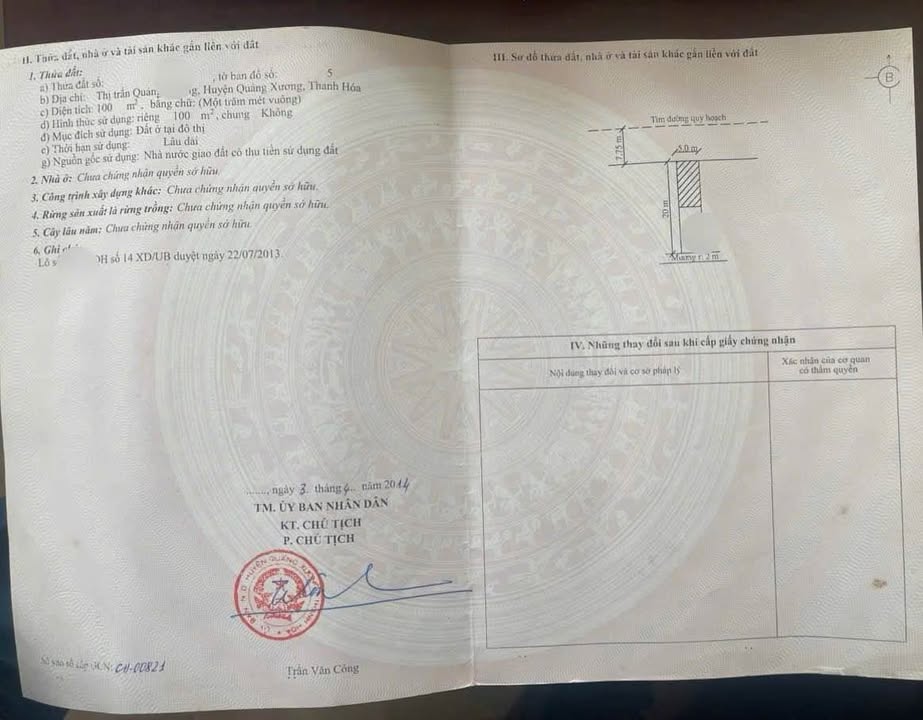 II. Thửa đất, nhà ở và tài sản khác gắn liền với đất
1. Thửa đất:
a) Thửa đất số: , tờ bản đồ số: 5
b) Địa chỉ: Thị trấn Quản g, Huyện Quảng Xương, Thanh Hóa
c) Diện tích: 100 m², bằng chữ: (Một trăm mét vuông)
d) Hình thức sử dụng: riêng 100 m², chung Không
đ) Mục đích sử dụng: Đất ở tại đô thị
e) Thời hạn sử dụng: Lâu dài
g) Nguồn gốc sử dụng: Nhà nước giao đất có thu tiền sử dụng đất
2. Nhà ở: Chưa chứng nhận quyền sở hữu
3. Công trình xây dựng khác: Chưa chứng nhận quyền sở hữu.
4. Rừng sản xuất là rừng trồng: Chưa chứng nhận quyền sở hữu.
5. Cây lâu năm: Chưa chứng nhận quyền sở hữu.
6. Ghi
Lô s H số 14 XD/UB duyệt ngày 22/07/2013.
......., ngày 3 tháng 4 năm 2014
TM. ỦY BAN NHÂN DÂN
KT. CHỦ TỊCH
P. CHỦ TỊCH
Trần Văn Công
Số vào sổ cấp GCN: CH-00821
III. Sơ đồ thửa đất, nhà ở và tài sản khác gắn liền với đất
B
Tim đường quy hoạch
7.75 m
5.0 m
20 m
Mương r. 2 m
IV. Những thay đổi sau khi cấp giấy chứng nhận
Nội dung thay đổi và cơ sở pháp lý
Xác nhận của cơ quan
có thẩm quyền